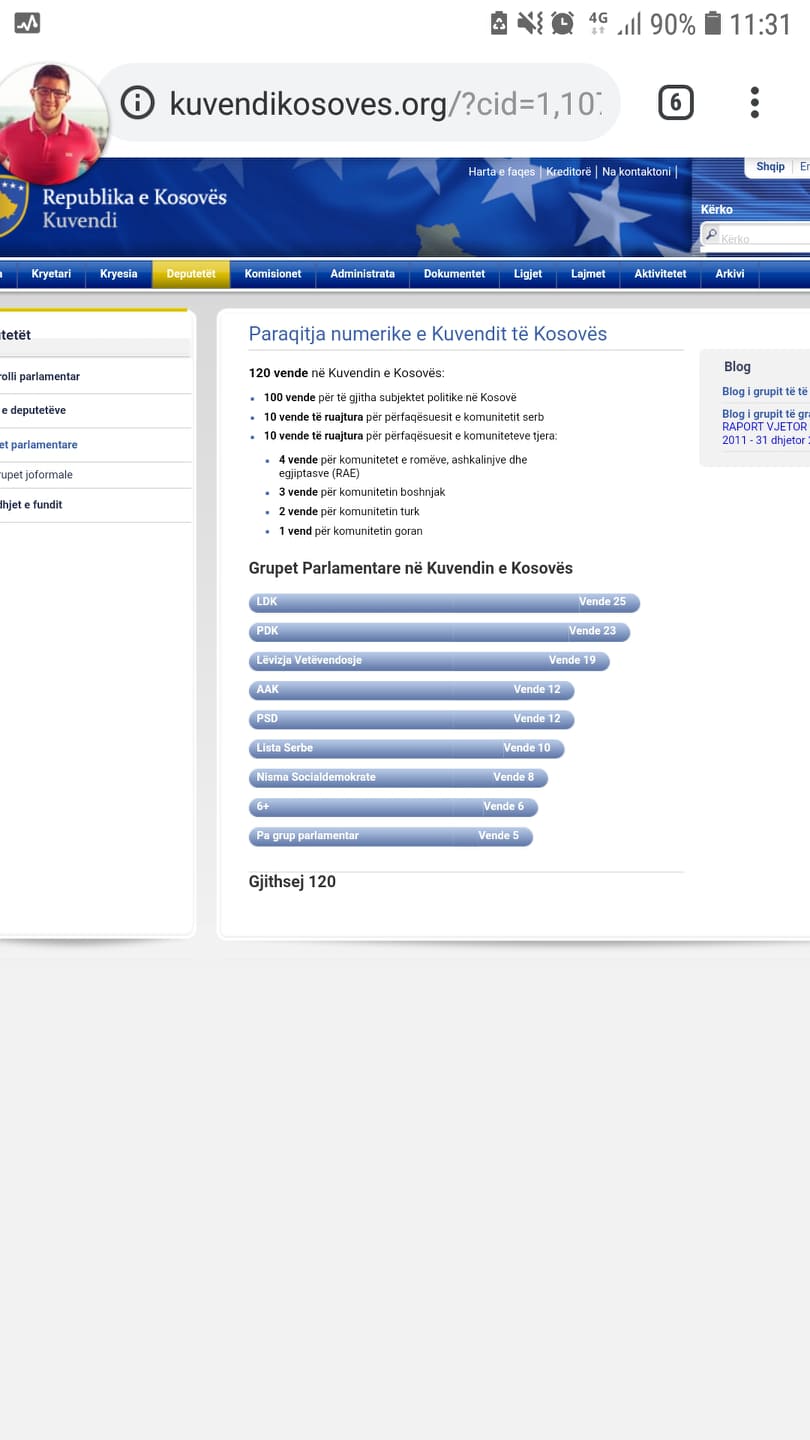 4G 90% 11:31
kuvendikosoves.org/?cid=1,107
6
Harta e faqes | Kreditorë | Na kontaktoni |
Shqip
Republika e Kosovës
Kuvendi
Kërko
Kërko
Kryetari Kryesia Deputetët Komisionet Administrata Dokumentet Ligjet Lajmet Aktivitetet Arkivi
tetët
rolli parlamentar
e deputetëve
et parlamentare
rupet joformale
dhjet e fundit
Paraqitja numerike e Kuvendit të Kosovës
120 vende në Kuvendin e Kosovës:
100 vende për të gjitha subjektet politike në Kosovë
10 vende të ruajtura për përfaqësuesit e komunitetit serb
10 vende të ruajtura për përfaqësuesit e komuniteteve tjera:
4 vende për komunitetet e romëve, ashkalinjve dhe
egjiptasve (RAE)
3 vende për komunitetin boshnjak
2 vende për komunitetin turk
1 vend për komunitetin goran
Grupet Parlamentare në Kuvendin e Kosovës
LDK Vende 25
PDK Vende 23
Lëvizja Vetëvendosje Vende 19
AAK Vende 12
PSD Vende 12
Lista Serbe Vende 10
Nisma Socialdemokrate Vende 8
6+ Vende 6
Pa grup parlamentar Vende 5
Gjithsej 120
Blog
Blog i grupit të të
Blog i grupit të gra
RAPORT VJETOR
2011 - 31 dhjetor 2